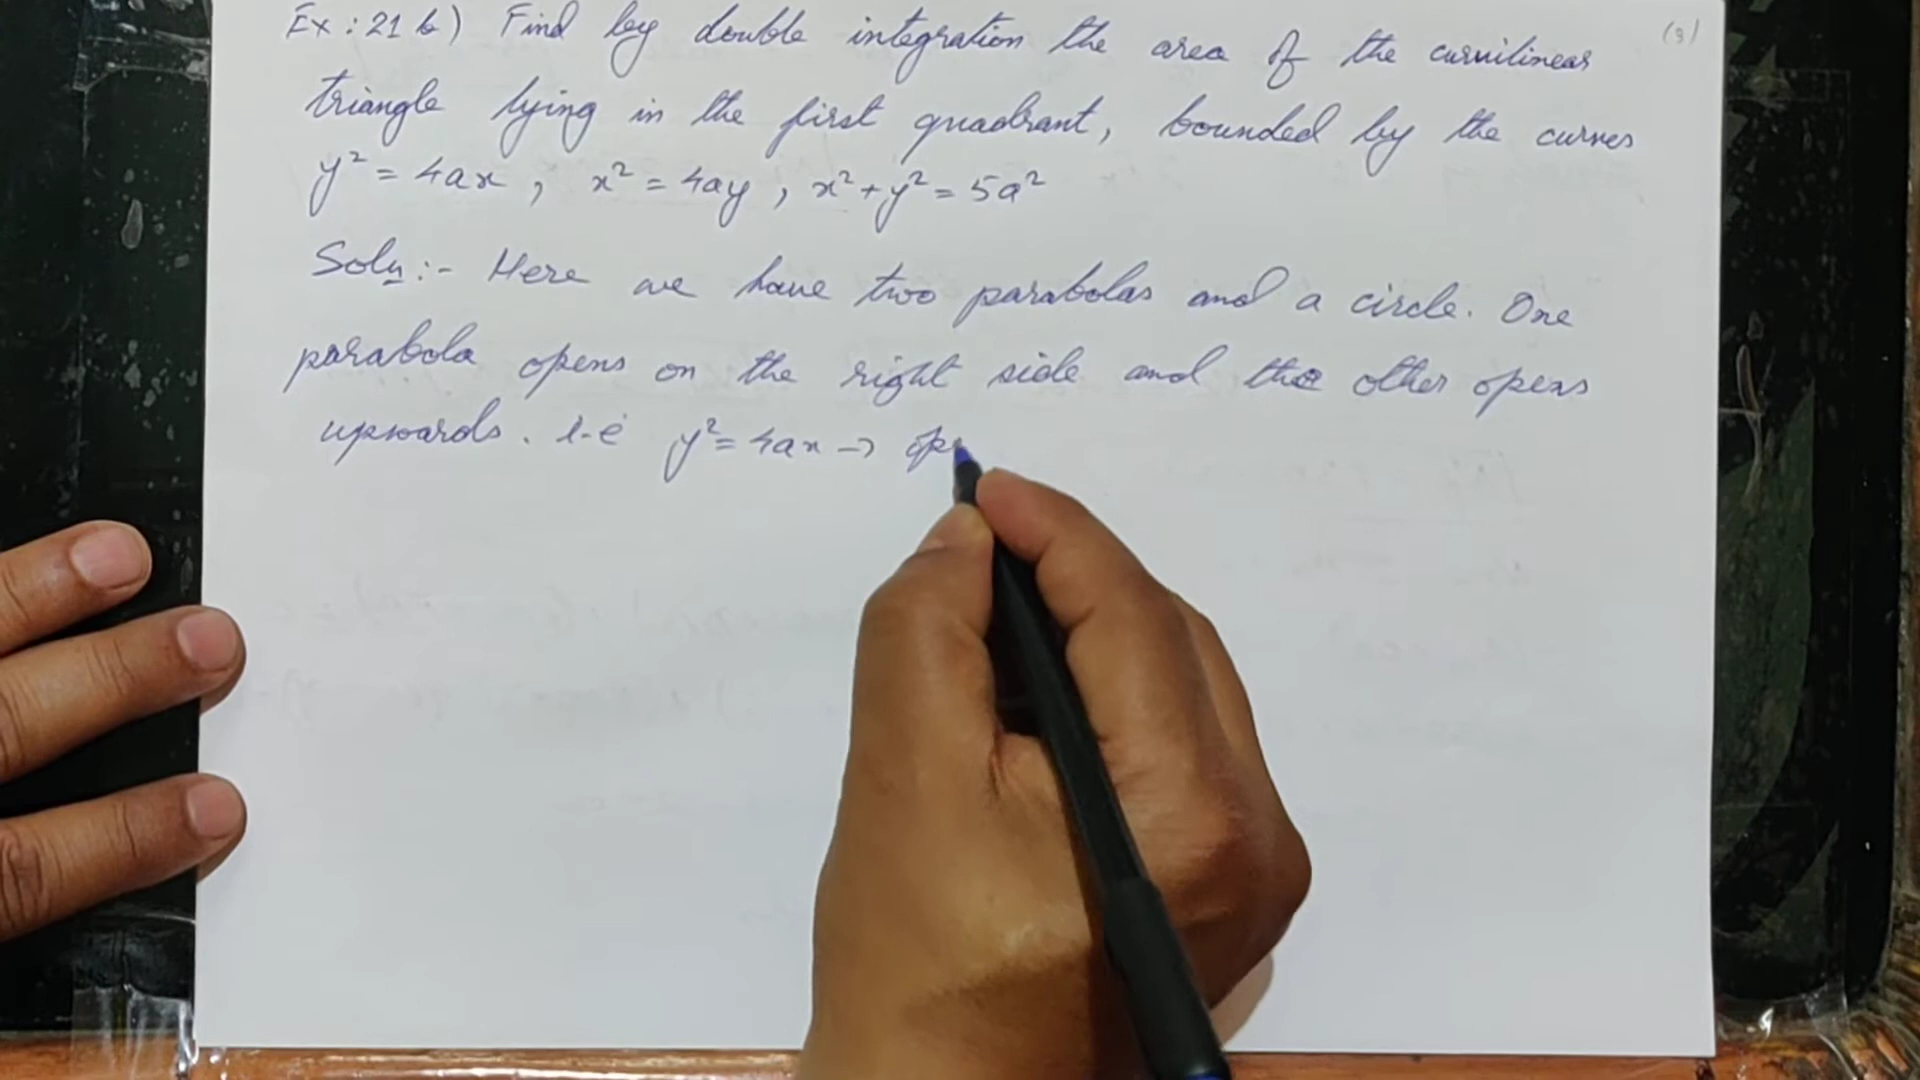 Ex: 21 b) Find by double integration the area of the curvilinear
triangle lying in the first quadrant, bounded by the curves
y² = 4ax, x² = 4ay, x² + y² = 5a²
Soln:- Here we have two parabolas and a circle. One
parabola opens on the right side and the other opens
upwards. i.e y² = 4ax → ope